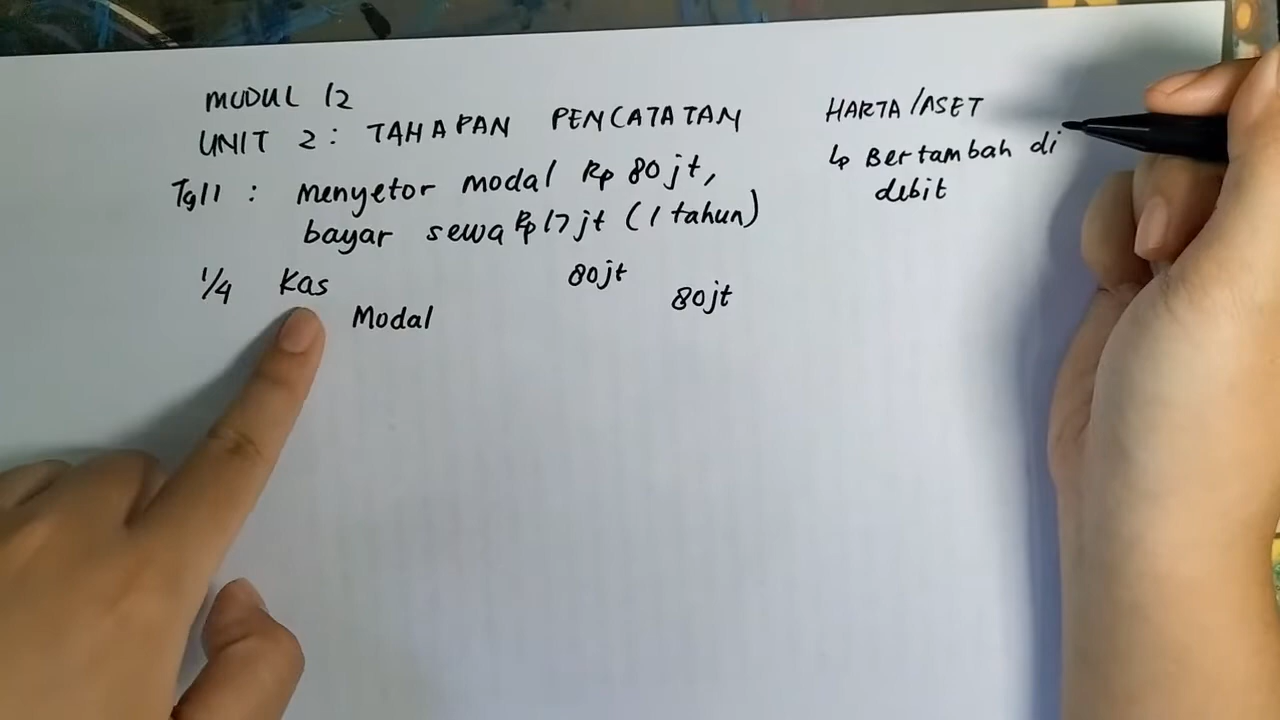 MODUL 12
UNIT 2: TAHAPAN PENCATATAN
Tgl 1 : menyetor modal Rp 80 jt,
bayar sewa Rp 17 jt (1 tahun)
1/4 Kas 80jt
Modal 80jt
HARTA/ASET
↳ Bertambah di
debit